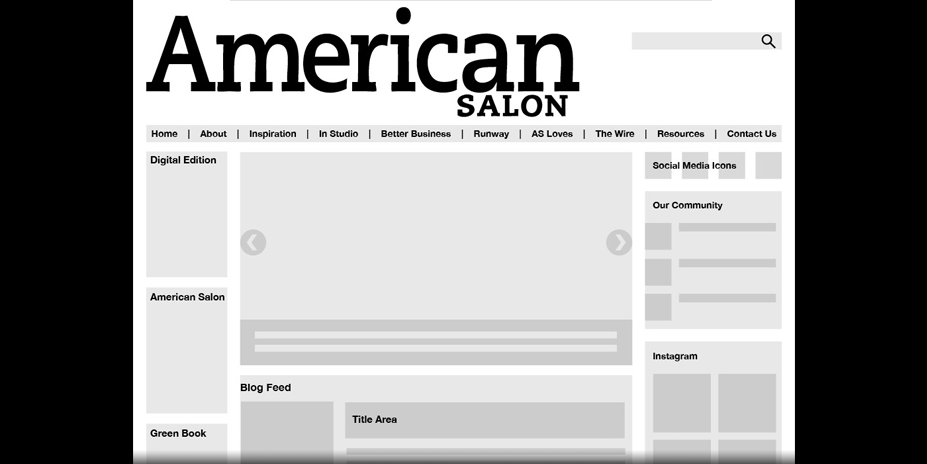 American
SALON
Home | About | Inspiration | In Studio | Better Business | Runway | AS Loves | The Wire | Resources | Contact Us
Digital Edition
American Salon
Green Book
Blog Feed
Title Area
Social Media Icons
Our Community
Instagram